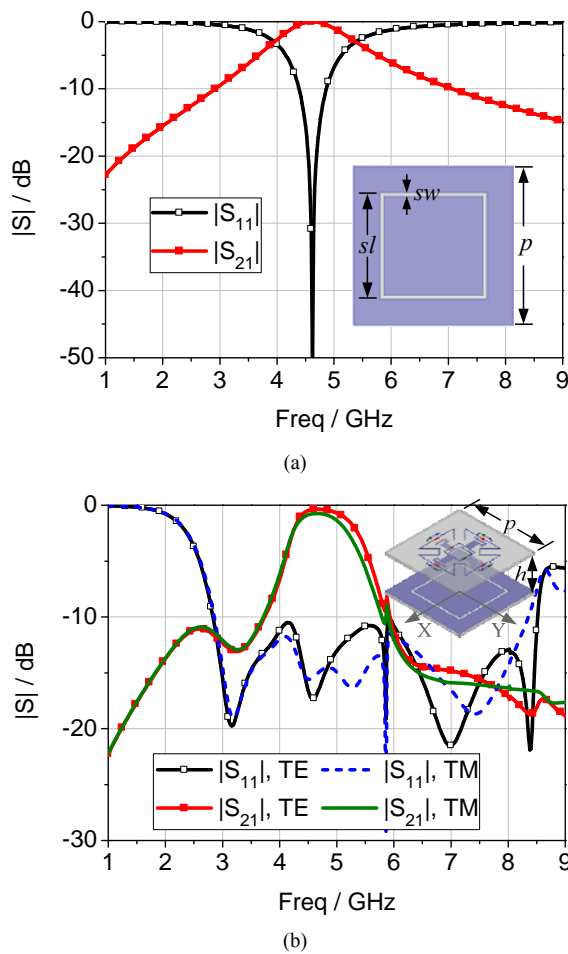 0
-10
-20
-30
-40
-50
|S| / dB
|S₁₁|
|S₂₁|
sw
sl
p
1 2 3 4 5 6 7 8 9
Freq / GHz
(a)
0
-10
-20
-30
|S| / dB
p
h
X Y
|S₁₁|, TE |S₁₁|, TM
|S₂₁|, TE |S₂₁|, TM
1 2 3 4 5 6 7 8 9
Freq / GHz
(b)